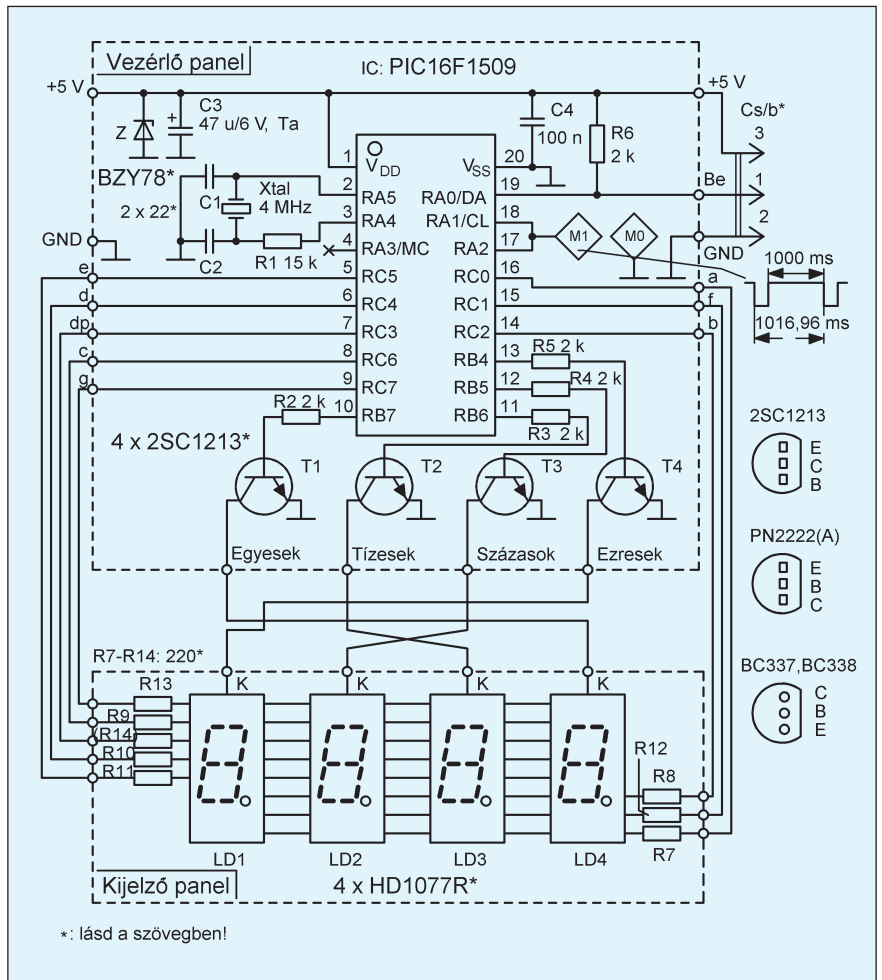 Vezérlő panel
IC: PIC16F1509
+5 V
+5 V
Cs/b*
C3
47 u/6 V, Ta
+
Z
BZY78*
C4
100 n
R6
2 k
3
1
V_DD
V_SS
20
2
RA5
RA0/DA
19
Be
1
C1
Xtal
4 MHz
2 x 22*
3
RA4
RA1/CL
18
2
GND
C2
R1 15 k
4
RA3/MC
RA2
17
M1
M0
GND
1000 ms
1016,96 ms
e
5
RC5
RC0
16
a
d
6
RC4
RC1
15
f
dp
7
RC3
RC2
14
b
c
8
RC6
RB4
13
R5 2 k
g
9
RC7
RB5
12
R4 2 k
R2 2 k
10
RB7
RB6
11
R3 2 k
4 x 2SC1213*
T1
T2
T3
T4
2SC1213
E
C
B
PN2222(A)
E
B
C
Egyesek
Tízesek
Százasok
Ezresek
BC337,BC338
C
B
E
R7-R14: 220*
K
K
K
K
R13
R9
(R14)
R10
R11
R12
R8
R7
LD1
LD2
LD3
LD4
Kijelző panel
4 x HD1077R*
*: lásd a szövegben!